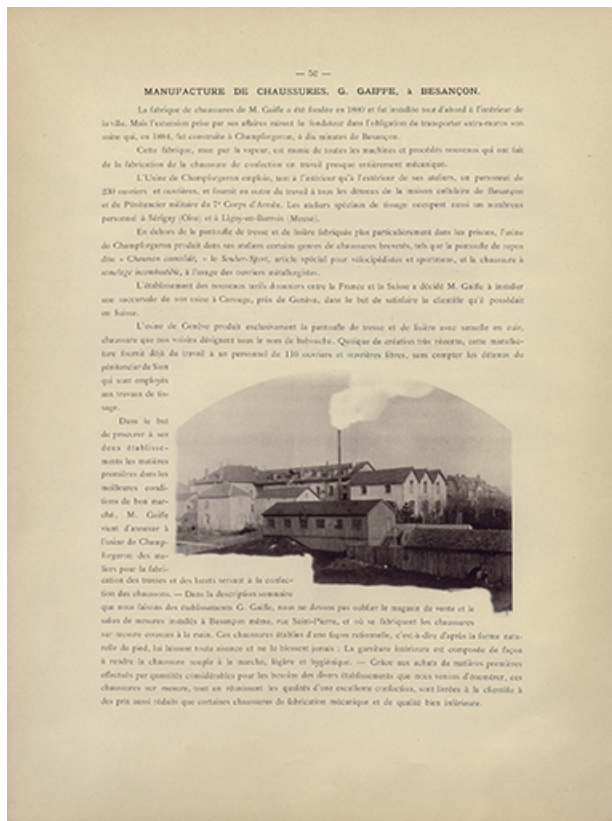 — 52 —
MANUFACTURE DE CHAUSSURES, G. GAIFFE, à BESANÇON.
La fabrique de chaussures de M. Gaiffe a été fondée en 1880 et fut installée tout d'abord à l'intérieur de
la ville. Mais l'extension prise par ses affaires mirent le fondateur dans l'obligation de transporter extra-muros son
usine qui, en 1894, fut construite à Champforgeron, à dix minutes de Besançon.
Cette fabrique, mue par la vapeur, est munie de toutes les machines et procédés nouveaux qui ont fait
de la fabrication de la chaussure de confection un travail presque entièrement mécanique.
L'Usine de Champforgeron emploie, tant à l'intérieur qu'à l'extérieur de ses ateliers, un personnel de
230 ouvriers et ouvrières, et fournit en outre du travail à tous les détenus de la maison cellulaire de Besançon
et du Pénitencier militaire du 7e Corps d'Armée. Les ateliers spéciaux de tissage occupent aussi un nombreux
personnel à Sérigny (Oise) et à Ligny-en-Barrois (Meuse).
En dehors de la pantoufle de tresse et de lisière fabriquée plus particulièrement dans les prisons, l'usine
de Champforgeron produit dans ses ateliers certains genres de chaussures brevetés, tels que la pantoufle de repos
dite « Chausson comtois, « le Soulier-Sport, article spécial pour vélocipédistes et sportmens, et la chaussure à
semelage incombustible, à l'usage des ouvriers métallurgistes.
L'établissement des nouveaux tarifs douaniers entre la France et la Suisse a décidé M. Gaiffe à installer
une succursale de son usine à Carouge, près de Genève, dans le but de satisfaire la clientèle qu'il possédait
en Suisse.
L'usine de Genève produit exclusivement la pantoufle de tresse et de lisière avec semelle en cuir,
chaussure que nos voisins désignent sous le nom de babouche. Quoique de création très récente, cette manufac-
ture fournit déjà du travail à un personnel de 110 ouvriers et ouvrières libres, sans compter les détenus du
pénitencier de Sion
qui sont employés
aux travaux de tis-
sage.
Dans le but
de procurer à ses
deux établisse-
ments les matières
premières dans les
meilleures condi-
tions de bon mar-
ché, M. Gaiffe
vient d'annexer à
l'usine de Champ-
forgeron des ate-
liers pour la fabri-
cation des tresses et des lacets servant à la confec-
tion des chaussons. — Dans la description sommaire
que nous faisons des établissements G. Gaiffe, nous ne devons pas oublier le magasin de vente et le
salon de mesures installés à Besançon même, rue Saint-Pierre, et où se fabriquent les chaussures
sur mesure cousues à la main. Ces chaussures établies d'une façon rationnelle, c'est-à-dire d'après la forme natu-
relle du pied, lui laissent toute aisance et ne le blessent jamais : La garniture intérieure est composée de façon
à rendre la chaussure souple à la marche, légère et hygiénique. — Grâce aux achats de matières premières
effectués par quantités considérables pour les besoins des divers établissements que nous venons d'énumérer, ces
chaussures sur mesure, tout en réunissant les qualités d'une excellente confection, sont livrées à la clientèle à
des prix aussi réduits que certaines chaussures de fabrication mécanique et de qualité bien inférieure.